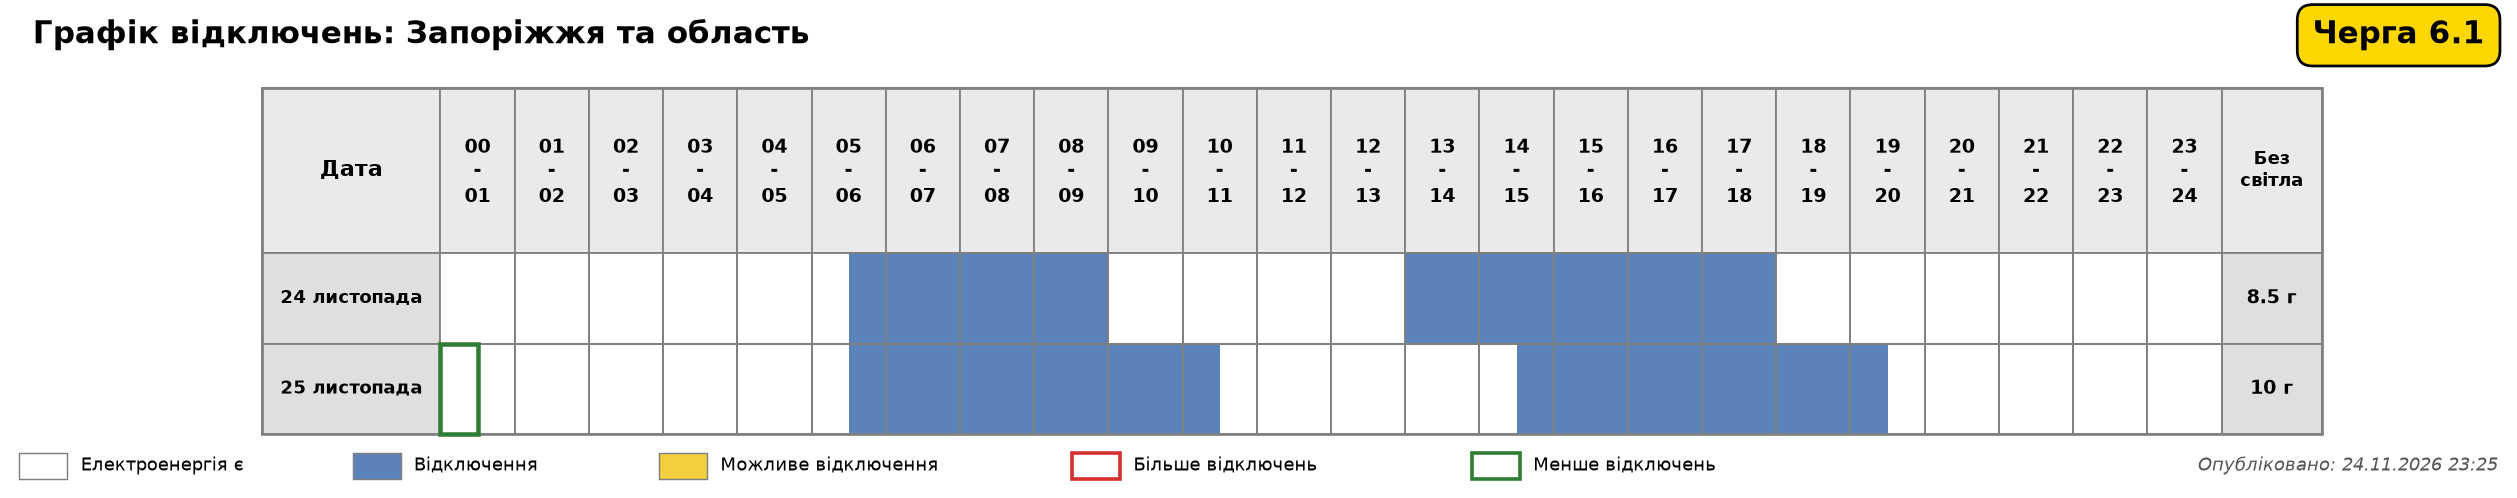 Графік відключень: Запоріжжя та область
Черга 6.1
Дата 00 - 01 01 - 02 02 - 03 03 - 04 04 - 05 05 - 06 06 - 07 07 - 08 08 - 09 09 - 10 10 - 11 11 - 12 12 - 13 13 - 14 14 - 15 15 - 16 16 - 17 17 - 18 18 - 19 19 - 20 20 - 21 21 - 22 22 - 23 23 - 24 Без світла
24 листопада 8.5 г
25 листопада 10 г
Електроенергія є Відключення Можливе відключення Більше відключень Менше відключень
Опубліковано: 24.11.2026 23:25